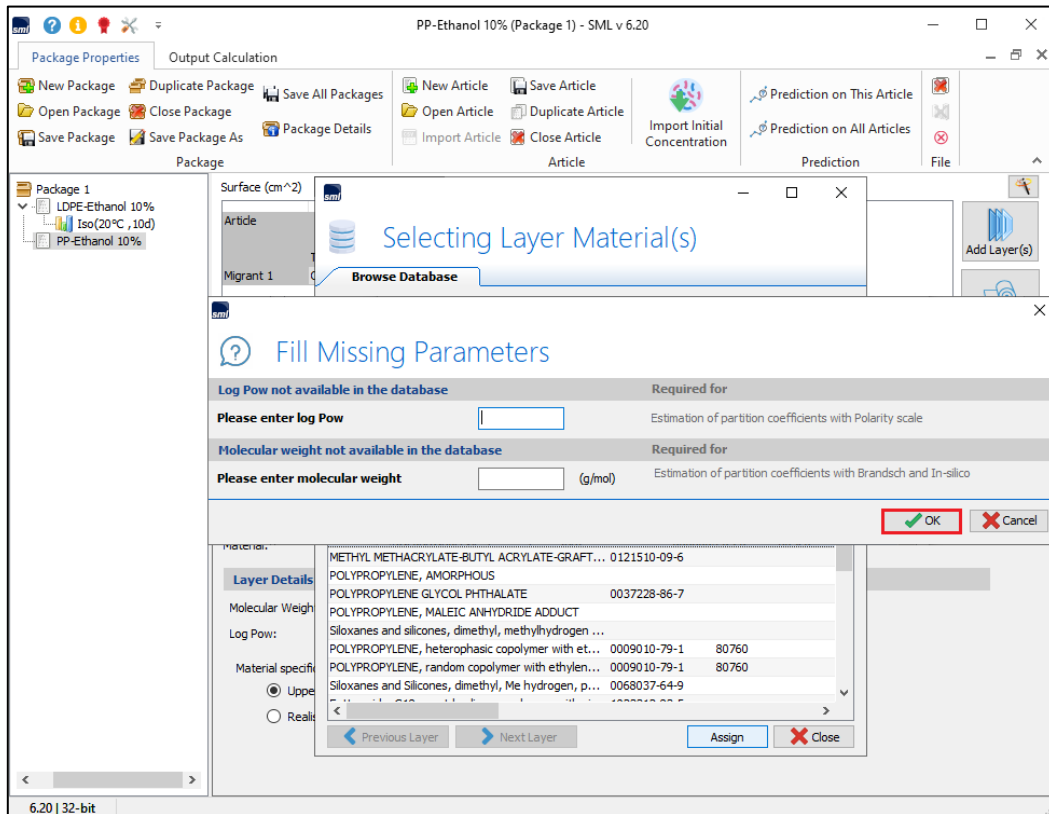 sml
PP-Ethanol 10% (Package 1) - SML v 6.20
Package Properties Output Calculation
New Package Duplicate Package Save All Packages New Article Save Article Import Initial Concentration Prediction on This Article
Open Package Close Package Open Article Duplicate Article
Save Package Save Package As Package Details Import Article Close Article Prediction on All Articles
Package Article Prediction File
Package 1
LDPE-Ethanol 10%
Iso(20°C ,10d)
PP-Ethanol 10%
Surface (cm^2)
Article
Migrant 1
sml
Selecting Layer Material(s)
Browse Database
Add Layer(s)
sml
Fill Missing Parameters
Log Pow not available in the database Required for
Please enter log Pow Estimation of partition coefficients with Polarity scale
Molecular weight not available in the database Required for
Please enter molecular weight (g/mol) Estimation of partition coefficients with Brandsch and In-silico
OK Cancel
Material:
Layer Details
Molecular Weigh
Log Pow:
Material specifi
Uppe
Realis
METHYL METHACRYLATE-BUTYL ACRYLATE-GRAFT... 0121510-09-6
POLYPROPYLENE, AMORPHOUS
POLYPROPYLENE GLYCOL PHTHALATE 0037228-86-7
POLYPROPYLENE, MALEIC ANHYDRIDE ADDUCT
Siloxanes and silicones, dimethyl, methylhydrogen ...
POLYPROPYLENE, heterophasic copolymer with et... 0009010-79-1 80760
POLYPROPYLENE, random copolymer with ethylen... 0009010-79-1 80760
Siloxanes and Silicones, dimethyl, Me hydrogen, p... 0068037-64-9
Previous Layer Next Layer Assign Close
6.20 | 32-bit